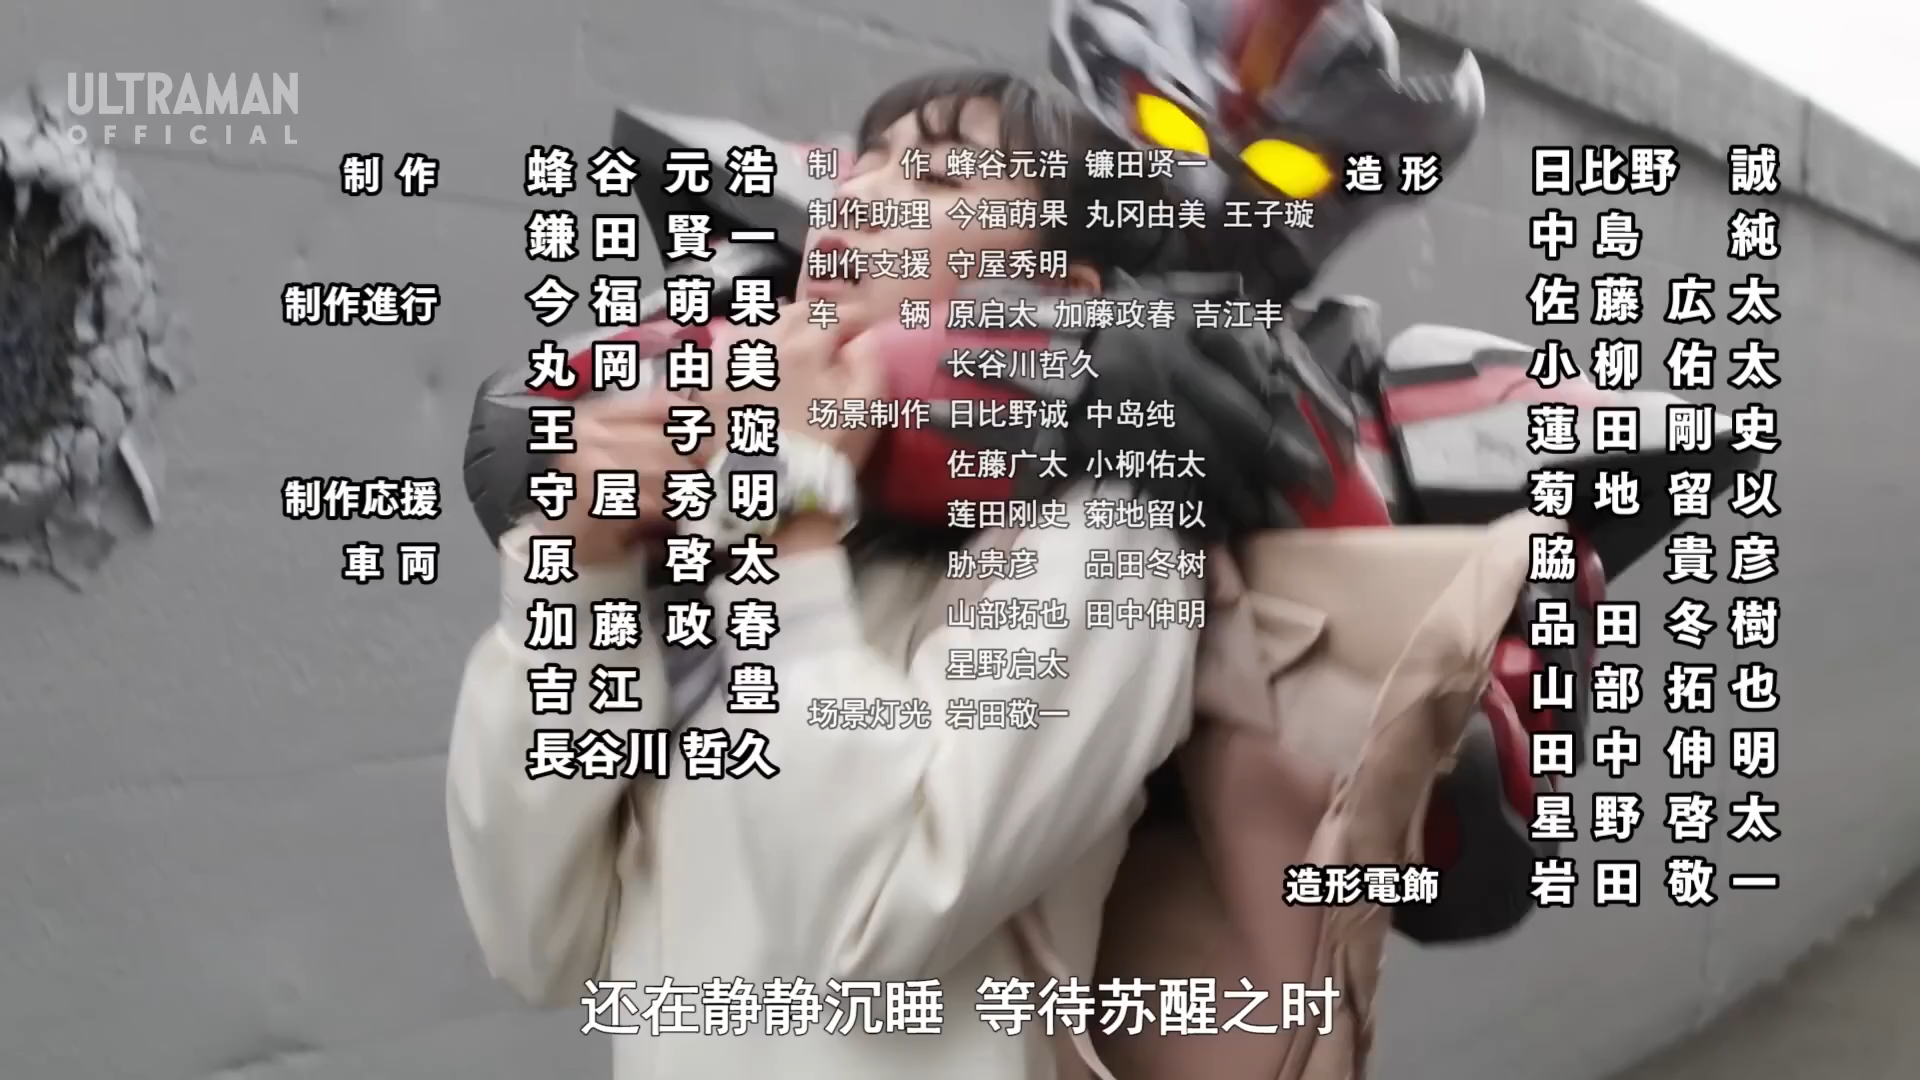 ULTRAMAN
OFFICIAL
制作 蜂谷元浩
鎌田賢一
制作進行 今福萌果
丸岡由美
王子璇
制作応援 守屋秀明
車両 原啓太
加藤政春
吉江豊
長谷川哲久
制作 蜂谷元浩 镰田贤一
制作助理 今福萌果 丸冈由美 王子璇
制作支援 守屋秀明
车辆 原启太 加藤政春 吉江丰
长谷川哲久
场景制作 日比野诚 中岛纯
佐藤广太 小柳佑太
莲田刚史 菊地留以
胁贵彦 品田冬树
山部拓也 田中伸明
星野启太
场景灯光 岩田敬一
造形 日比野誠
中島純
佐藤広太
小柳佑太
蓮田剛史
菊地留以
脇貴彦
品田冬樹
山部拓也
田中伸明
星野啓太
造形電飾 岩田敬一
还在静静沉睡 等待苏醒之时